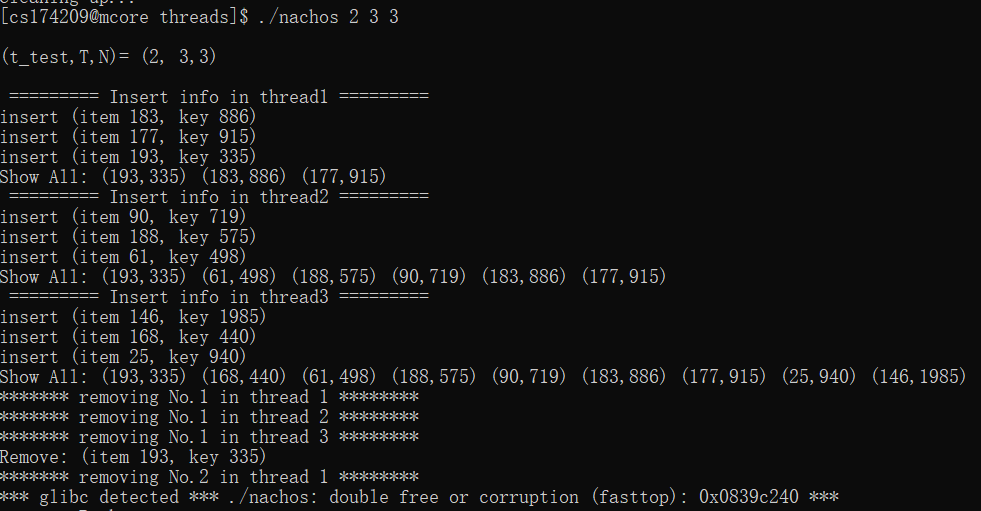 Cleaning up...
[cs174209@mcore threads]$ ./nachos 2 3 3
(t_test,T,N)= (2, 3,3)
========= Insert info in thread1 =========
insert (item 183, key 886)
insert (item 177, key 915)
insert (item 193, key 335)
Show All: (193,335) (183,886) (177,915)
========= Insert info in thread2 =========
insert (item 90, key 719)
insert (item 188, key 575)
insert (item 61, key 498)
Show All: (193,335) (61,498) (188,575) (90,719) (183,886) (177,915)
========= Insert info in thread3 =========
insert (item 146, key 1985)
insert (item 168, key 440)
insert (item 25, key 940)
Show All: (193,335) (168,440) (61,498) (188,575) (90,719) (183,886) (177,915) (25,940) (146,1985)
******* removing No.1 in thread 1 ********
******* removing No.1 in thread 2 ********
******* removing No.1 in thread 3 ********
Remove: (item 193, key 335)
******* removing No.2 in thread 1 ********
*** glibc detected *** ./nachos: double free or corruption (fasttop): 0x0839c240 ***